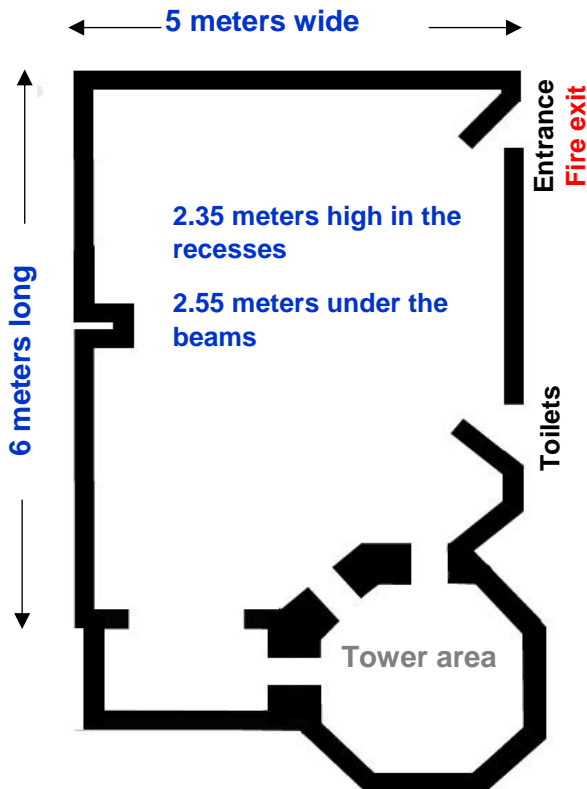 5 meters wide
Entrance
Fire exit
2.35 meters high in the
recesses
2.55 meters under the
beams
6 meters long
Toilets
Tower area